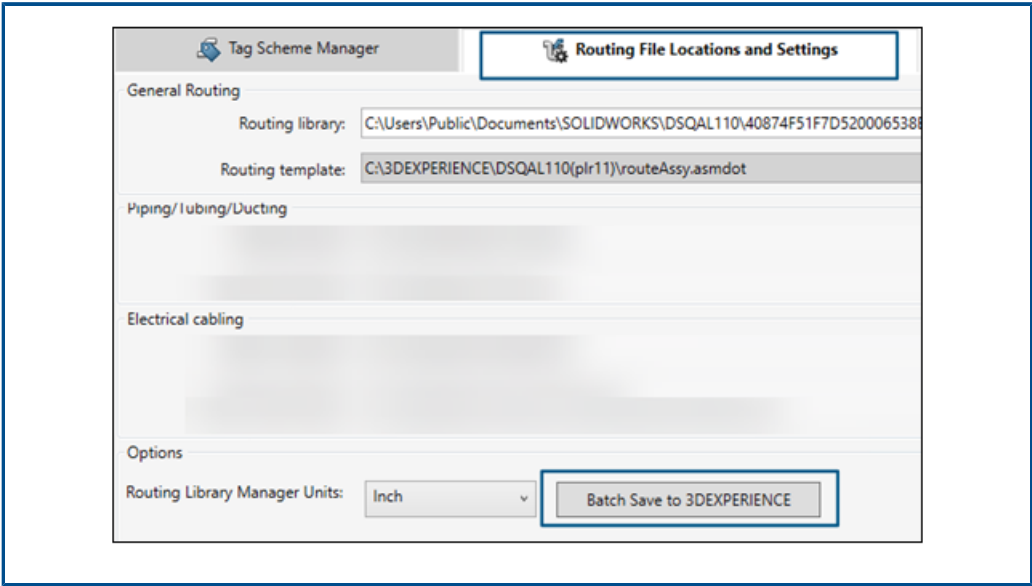 Tag Scheme Manager
Routing File Locations and Settings
General Routing
Routing library: C:\Users\Public\Documents\SOLIDWORKS\DSQAL110\40874F51F7D520006538E
Routing template: C:\3DEXPERIENCE\DSQAL110(plr11)\routeAssy.asmdot
Piping/Tubing/Ducting
Electrical cabling
Options
Routing Library Manager Units: Inch
Batch Save to 3DEXPERIENCE